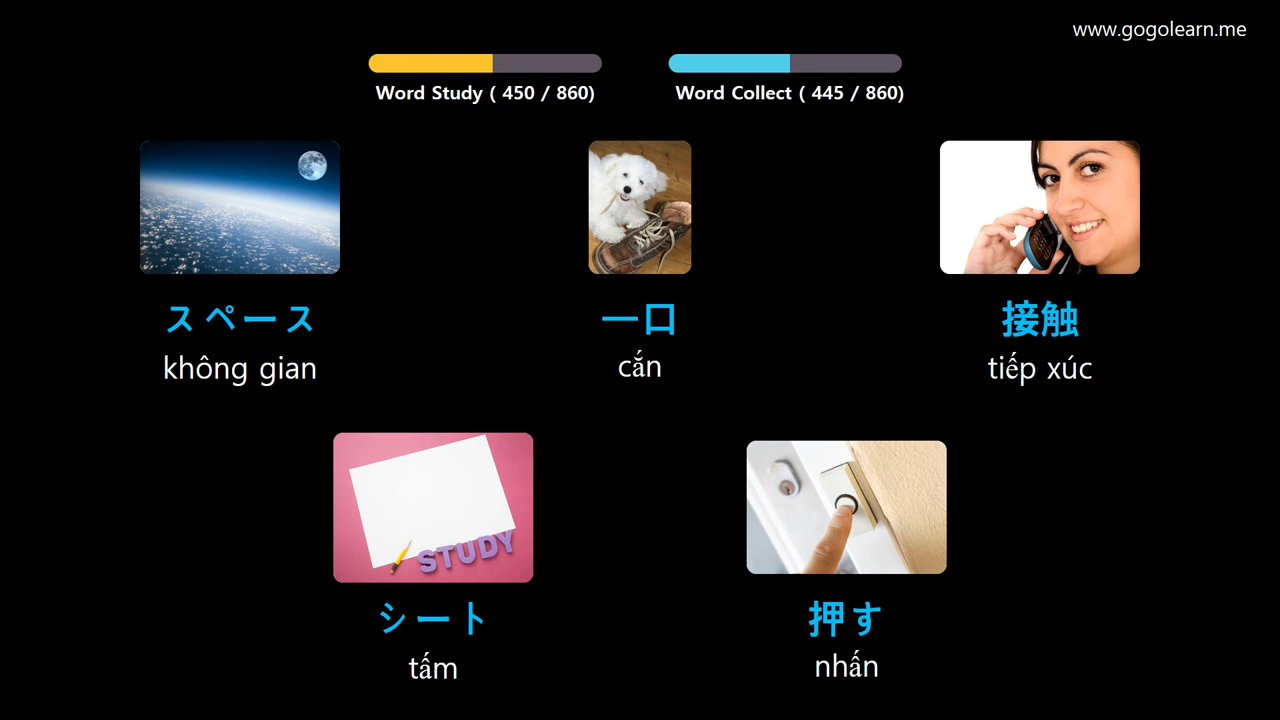 www.gogolearn.me
Word Study ( 450 / 860)
Word Collect ( 445 / 860)
スペース
không gian
一口
cắn
接触
tiếp xúc
STUDY
シート
tấm
押す
nhấn